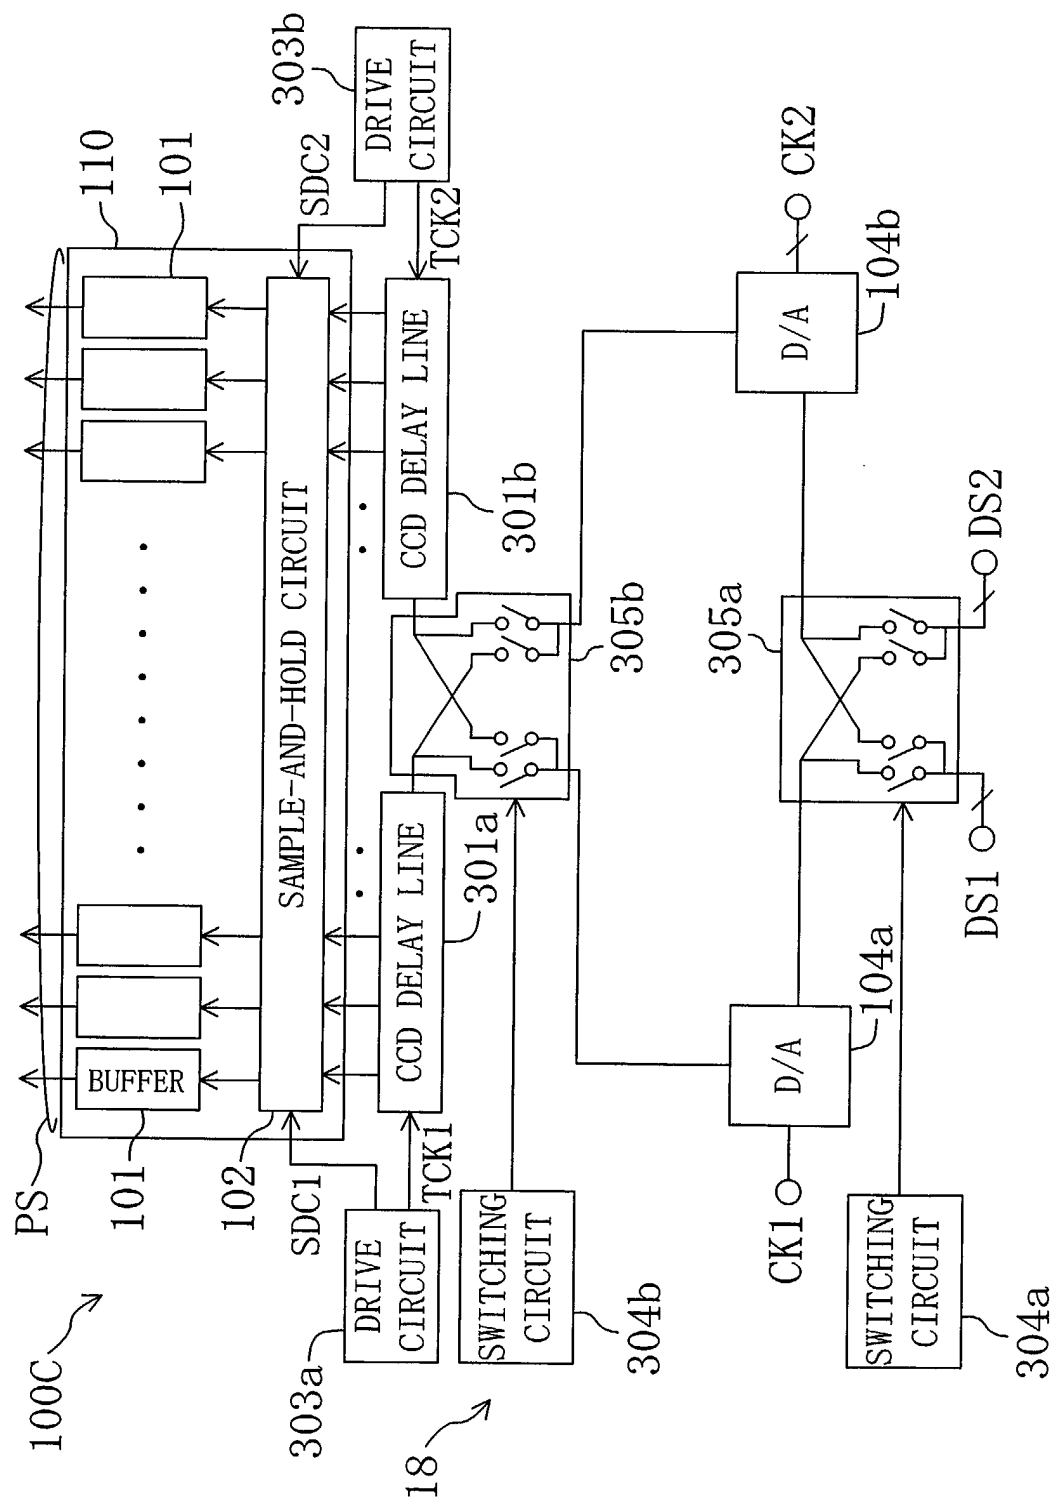 100C
PS
110
101
BUFFER
101
102
SAMPLE-AND-HOLD CIRCUIT
SDC1
SDC2
303a
DRIVE
CIRCUIT
TCK1
CCD DELAY LINE
301a
CCD DELAY LINE
301b
TCK2
DRIVE
CIRCUIT
303b
18
SWITCHING
CIRCUIT
304b
305b
CK1
D/A
104a
D/A
104b
CK2
305a
SWITCHING
CIRCUIT
304a
DS1
DS2